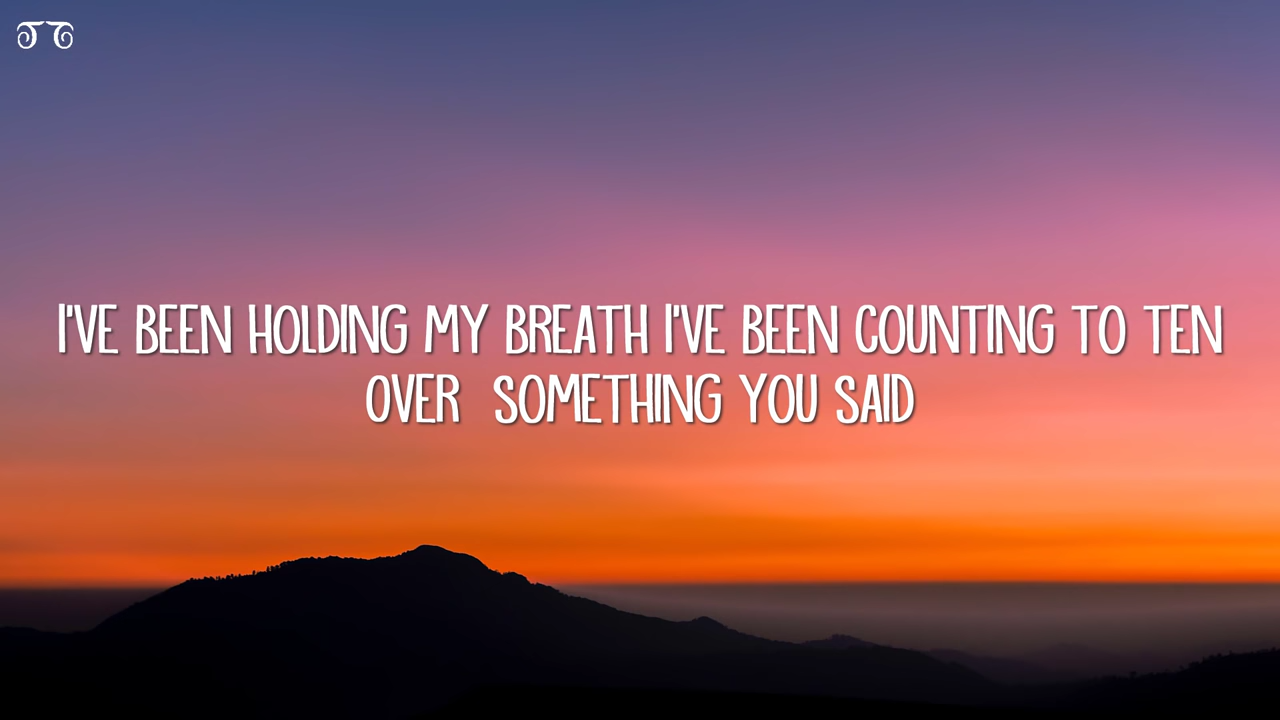 I'VE BEEN HOLDING MY BREATH I'VE BEEN COUNTING TO TEN
OVER  SOMETHING YOU SAID